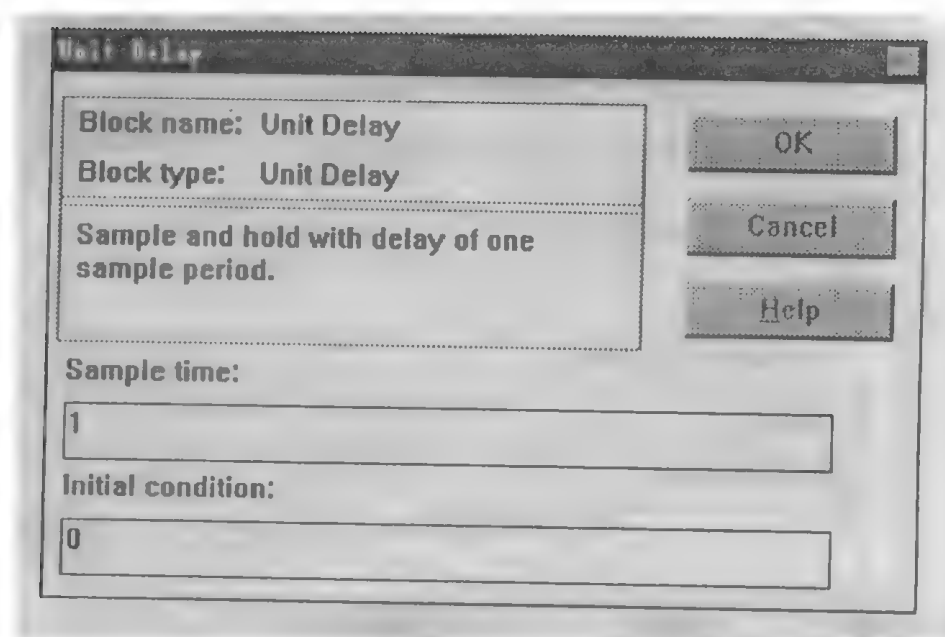 Unit Delay
Block name: Unit Delay
Block type: Unit Delay
Sample and hold with delay of one
sample period.
OK
Cancel
Help
Sample time:
1
Initial condition:
0